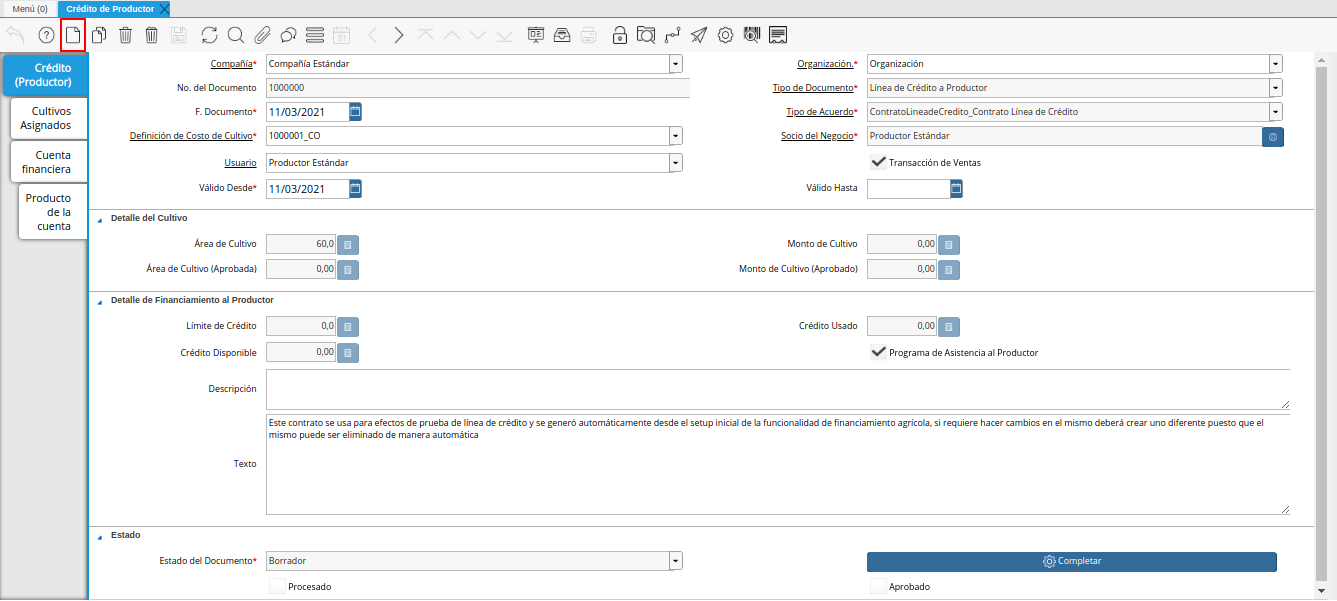 Menú (0)
Crédito de Productor
31
Crédito
(Productor)
Cultivos
Asignados
Cuenta
financiera
Producto
de la
cuenta
Compañía* Compañía Estándar
Organización.* Organización
No. del Documento 1000000
Tipo de Documento* Línea de Crédito a Productor
F. Documento* 11/03/2021
Tipo de Acuerdo* ContratoLineadeCredito_Contrato Línea de Crédito
Definición de Costo de Cultivo* 1000001_CO
Socio del Negocio* Productor Estándar
Usuario Productor Estándar
Transacción de Ventas
Válido Desde* 11/03/2021
Válido Hasta
Detalle del Cultivo
Área de Cultivo 60,0
Monto de Cultivo 0,00
Área de Cultivo (Aprobada) 0,00
Monto de Cultivo (Aprobado) 0,00
Detalle de Financiamiento al Productor
Límite de Crédito 0,0
Crédito Usado 0,00
Crédito Disponible 0,00
Programa de Asistencia al Productor
Descripción
Texto
Este contrato se usa para efectos de prueba de línea de crédito y se generó automáticamente desde el setup inicial de la funcionalidad de financiamiento agrícola, si requiere hacer cambios en el mismo deberá crear uno diferente puesto que el
mismo puede ser eliminado de manera automática
Estado
Estado del Documento* Borrador
Completar
Procesado
Aprobado